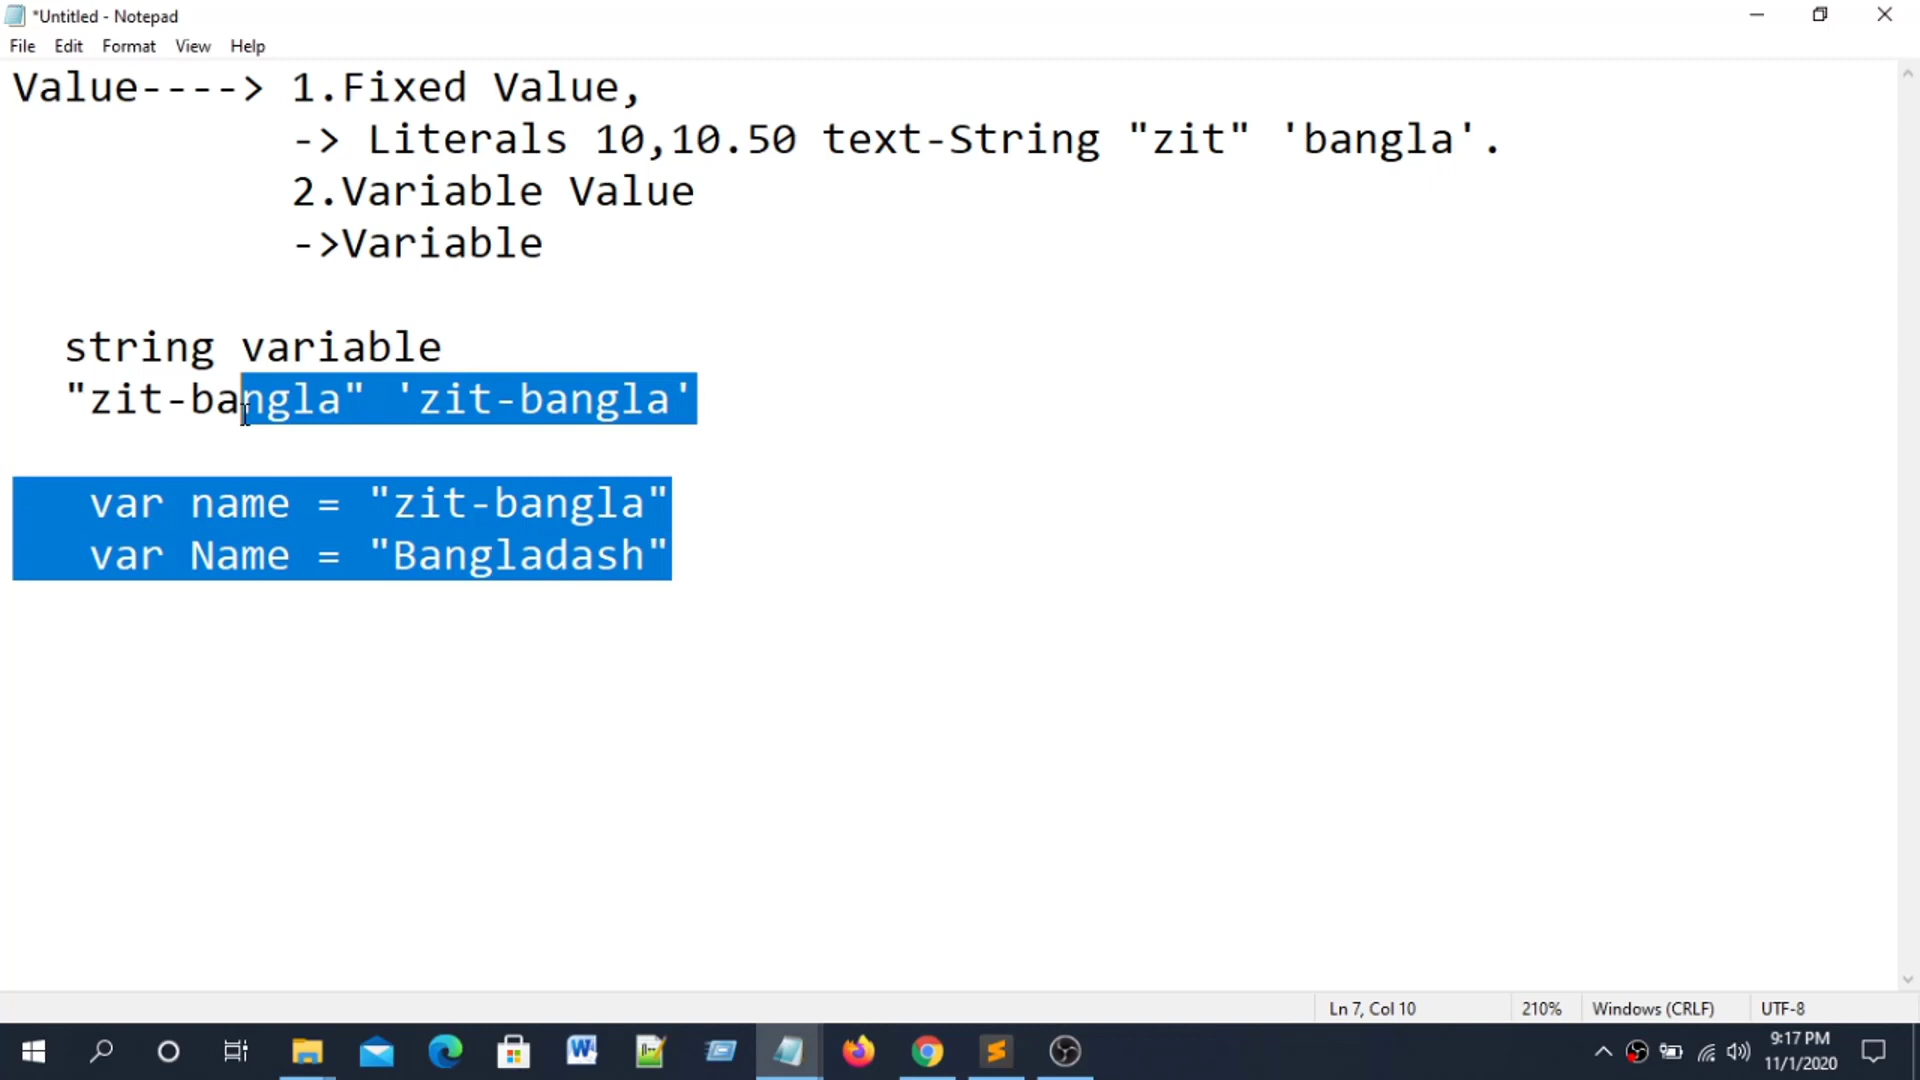 *Untitled - Notepad
File Edit Format View Help
Value----> 1.Fixed Value,
-> Literals 10,10.50 text-String "zit" 'bangla'.
2.Variable Value
->Variable
string variable
"zit-bangla" 'zit-bangla'
var name = "zit-bangla"
var Name = "Bangladash"
Ln 7, Col 10 210% Windows (CRLF) UTF-8
9:17 PM
11/1/2020